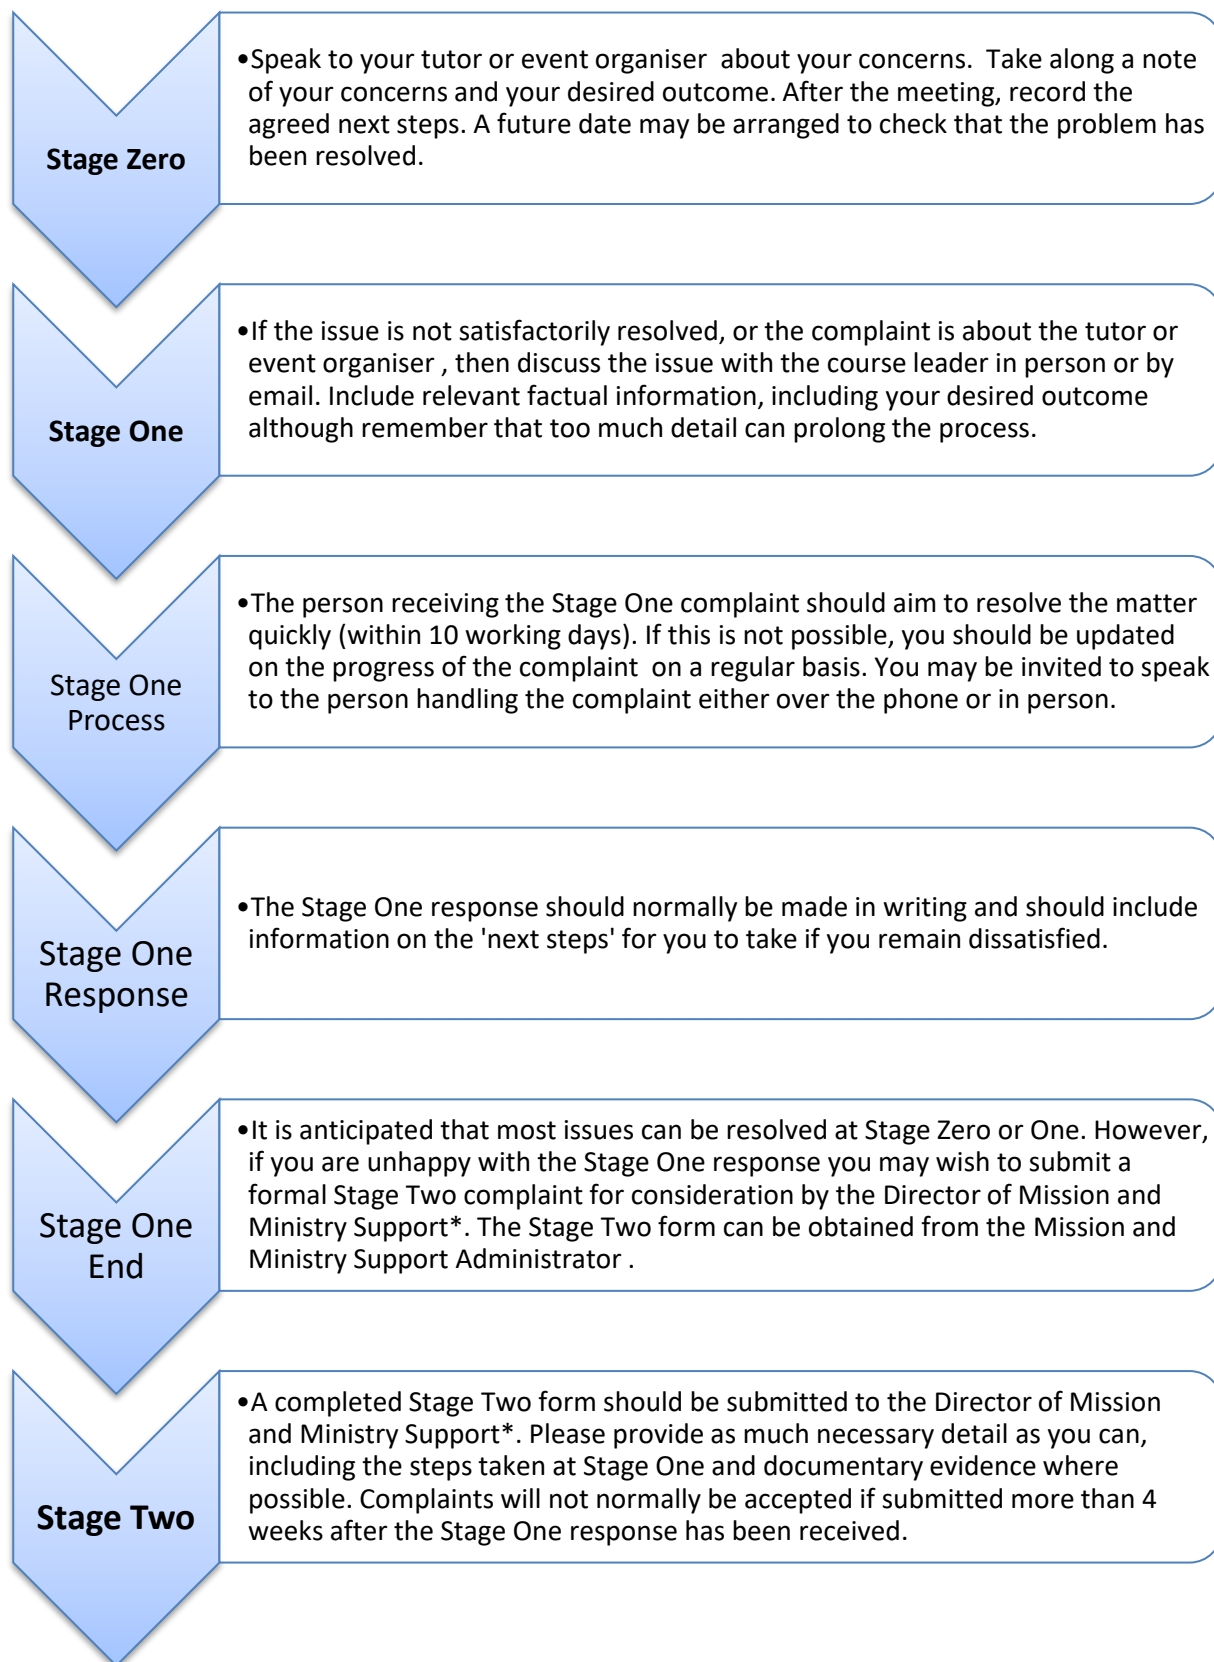 Stage Zero
•Speak to your tutor or event organiser  about your concerns.  Take along a note
of your concerns and your desired outcome. After the meeting, record the
agreed next steps. A future date may be arranged to check that the problem has
been resolved.
Stage One
•If the issue is not satisfactorily resolved, or the complaint is about the tutor or
event organiser , then discuss the issue with the course leader in person or by
email. Include relevant factual information, including your desired outcome
although remember that too much detail can prolong the process.
Stage One
Process
•The person receiving the Stage One complaint should aim to resolve the matter
quickly (within 10 working days). If this is not possible, you should be updated
on the progress of the complaint  on a regular basis. You may be invited to speak
to the person handling the complaint either over the phone or in person.
Stage One
Response
•The Stage One response should normally be made in writing and should include
information on the 'next steps' for you to take if you remain dissatisfied.
Stage One
End
•It is anticipated that most issues can be resolved at Stage Zero or One. However,
if you are unhappy with the Stage One response you may wish to submit a
formal Stage Two complaint for consideration by the Director of Mission and
Ministry Support*. The Stage Two form can be obtained from the Mission and
Ministry Support Administrator .
Stage Two
•A completed Stage Two form should be submitted to the Director of Mission
and Ministry Support*. Please provide as much necessary detail as you can,
including the steps taken at Stage One and documentary evidence where
possible. Complaints will not normally be accepted if submitted more than 4
weeks after the Stage One response has been received.